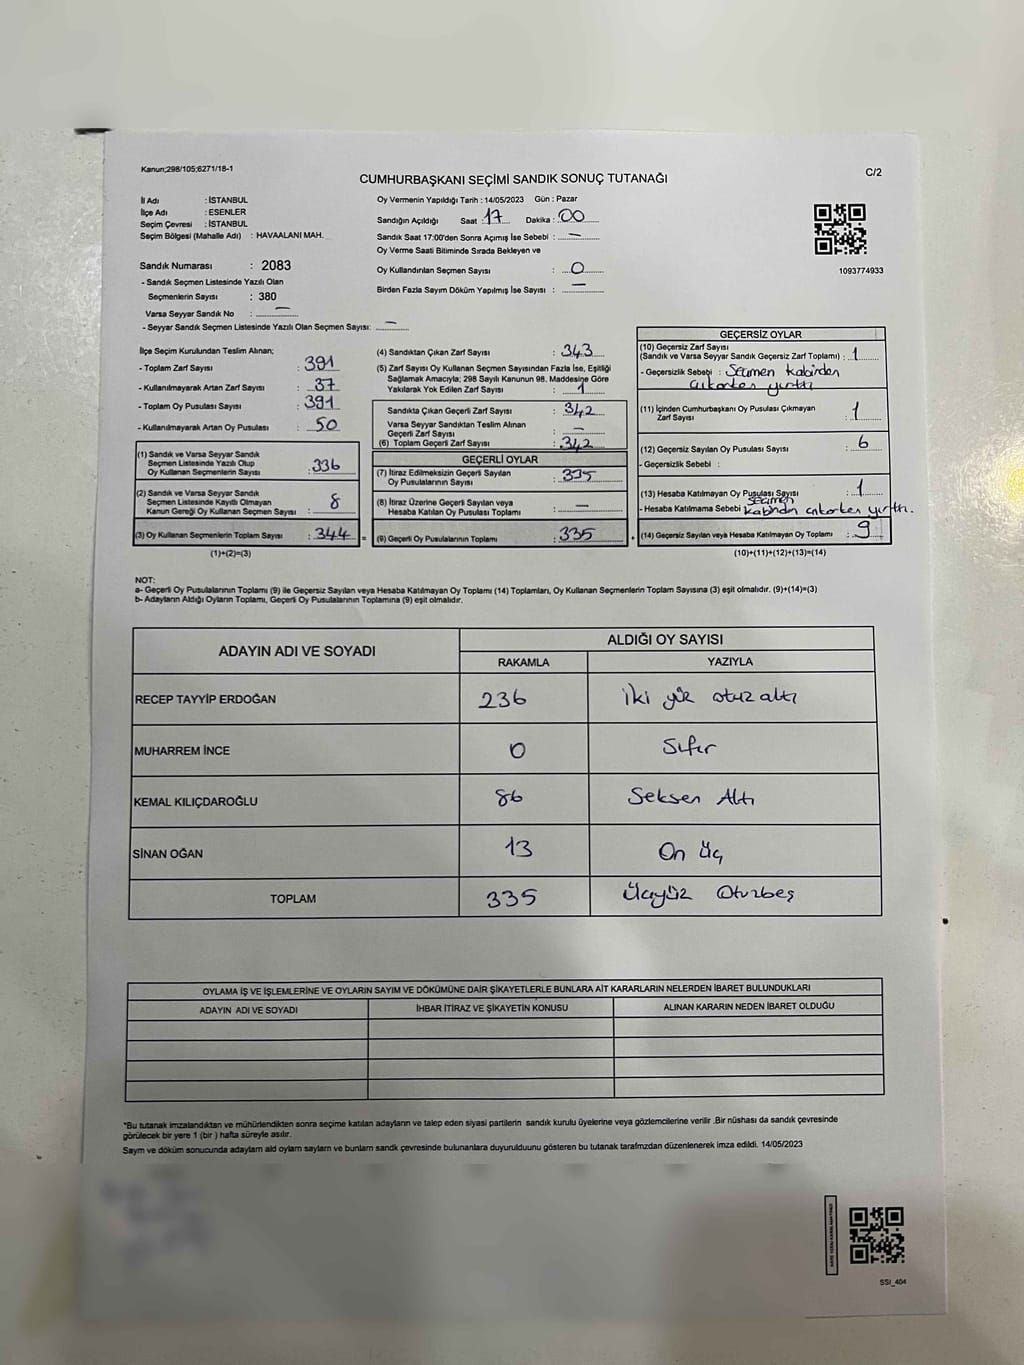 Kanun;298/105;6271/18-1
C/2
CUMHURBAŞKANI SEÇİMİ SANDIK SONUÇ TUTANAĞI
İl Adı : İSTANBUL
İlçe Adı : ESENLER
Seçim Çevresi : İSTANBUL
Seçim Bölgesi (Mahalle Adı) : HAVAALANI MAH.
Sandık Numarası : 2083
- Sandık Seçmen Listesinde Yazılı Olan
Seçmenlerin Sayısı : 380
Varsa Seyyar Sandık No : —
- Seyyar Sandık Seçmen Listesinde Yazılı Olan Seçmen Sayısı: —
Oy Vermenin Yapıldığı Tarih : 14/05/2023 Gün : Pazar
Sandığın Açıldığı Saat : 17 Dakika : 00
Sandık Saat 17:00'den Sonra Açımış İse Sebebi : —
Oy Verme Saati Bitiminde Sırada Bekleyen ve
Oy Kullandırılan Seçmen Sayısı : 0
Birden Fazla Sayım Döküm Yapılmış İse Sayısı : —
1093774933
İlçe Seçim Kurulundan Teslim Alınan;
- Toplam Zarf Sayısı : 391
- Kullanılmayarak Artan Zarf Sayısı : 37
- Toplam Oy Pusulası Sayısı : 391
- Kullanılmayarak Artan Oy Pusulası : 50
(1) Sandık ve Varsa Seyyar Sandık
Seçmen Listesinde Yazılı Olup
Oy Kullanan Seçmenlerin Sayısı : 336
(2) Sandık ve Varsa Seyyar Sandık
Seçmen Listesinde Kayıtlı Olmayan
Kanun Gereği Oy Kullanan Seçmen Sayısı : 8
(3) Oy Kullanan Seçmenlerin Toplam Sayısı : 344
(1)+(2)=(3)
(4) Sandıktan Çıkan Zarf Sayısı : 343
(5) Zarf Sayısı Oy Kullanan Seçmen Sayısından Fazla İse, Eşitliği
Sağlamak Amacıyla; 298 Sayılı Kanunun 98. Maddesine Göre
Yakılarak Yok Edilen Zarf Sayısı : 1
Sandıkta Çıkan Geçerli Zarf Sayısı : 342
Varsa Seyyar Sandıktan Teslim Alınan
Geçerli Zarf Sayısı : —
(6) Toplam Geçerli Zarf Sayısı : 342
GEÇERLİ OYLAR
(7) İtiraz Edilmeksizin Geçerli Sayılan
Oy Pusulalarının Sayısı : 335
(8) İtiraz Üzerine Geçerli Sayılan veya
Hesaba Katılan Oy Pusulası Toplamı : —
= (9) Geçerli Oy Pusulalarının Toplamı : 335
GEÇERSİZ OYLAR
(10) Geçersiz Zarf Sayısı
(Sandık ve Varsa Seyyar Sandık Geçersiz Zarf Toplamı) : 1
- Geçersizlik Sebebi : Seçmen Kabinden
çıkarken yırttı
(11) İçinden Cumhurbaşkanı Oy Pusulası Çıkmayan
Zarf Sayısı : 1
(12) Geçersiz Sayılan Oy Pusulası Sayısı : 6
- Geçersizlik Sebebi :
(13) Hesaba Katılmayan Oy Pusulası Sayısı : 1
- Hesaba Katılmama Sebebi : Seçmen kabinden çıkarken yırttı.
+ (14) Geçersiz Sayılan veya Hesaba Katılmayan Oy Toplamı : 9
(10)+(11)+(12)+(13)=(14)
NOT:
a- Geçerli Oy Pusulalarının Toplamı (9) ile Geçersiz Sayılan veya Hesaba Katılmayan Oy Toplamı (14) Toplamları, Oy Kullanan Seçmenlerin Toplam Sayısına (3) eşit olmalıdır. (9)+(14)=(3)
b- Adayların Aldığı Oyların Toplamı, Geçerli Oy Pusulalarının Toplamına (9) eşit olmalıdır.
ADAYIN ADI VE SOYADI
ALDIĞI OY SAYISI
RAKAMLA YAZIYLA
RECEP TAYYİP ERDOĞAN 236 İki yüz otuz altı
MUHARREM İNCE 0 Sıfır
KEMAL KILIÇDAROĞLU 86 Seksen Altı
SİNAN OĞAN 13 On Üç
TOPLAM 335 Üçyüz Otuzbeş
OYLAMA İŞ VE İŞLEMLERİNE VE OYLARIN SAYIM VE DÖKÜMÜNE DAİR ŞİKAYETLERLE BUNLARA AİT KARARLARIN NELERDEN İBARET BULUNDUKLARI
ADAYIN ADI VE SOYADI İHBAR İTİRAZ VE ŞİKAYETİN KONUSU ALINAN KARARIN NEDEN İBARET OLDUĞU
*Bu tutanak imzalandıktan ve mühürlendikten sonra seçime katılan adayların ve talep eden siyasi partilerin sandık kurulu üyelerine veya gözlemcilerine verilir .Bir nüshası da sandık çevresinde
görülecek bir yere 1 (bir ) hafta süreyle asılır.
Sayım ve döküm sonucunda adayların ald oyların sayların ve bunların sandk çevresinde bulunanlara duyurulduunu gösteren bu tutanak tarafmzdan düzenlenerek imza edildi. 14/05/2023
SSI_404